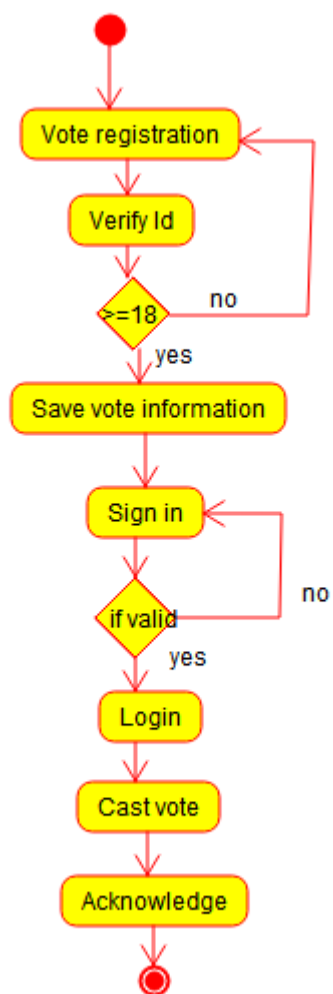 Vote registration
Verify Id
>=18
no
yes
Save vote information
Sign in
no
if valid
yes
Login
Cast vote
Acknowledge